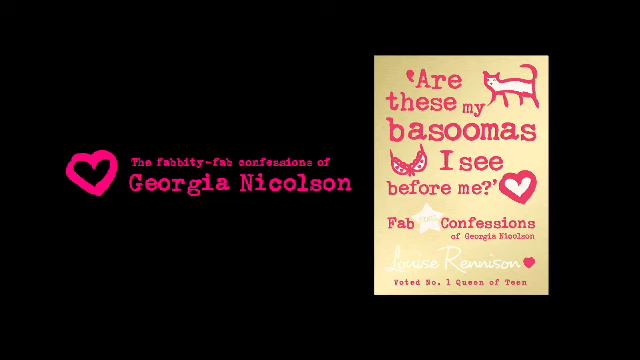 The fabbity-fab confessions of
Georgia Nicolson
'Are
these my
basoomas
I see
before me?'
Fab Confessions
of Georgia Nicolson
Louise Rennison
Voted No. 1 Queen of Teen